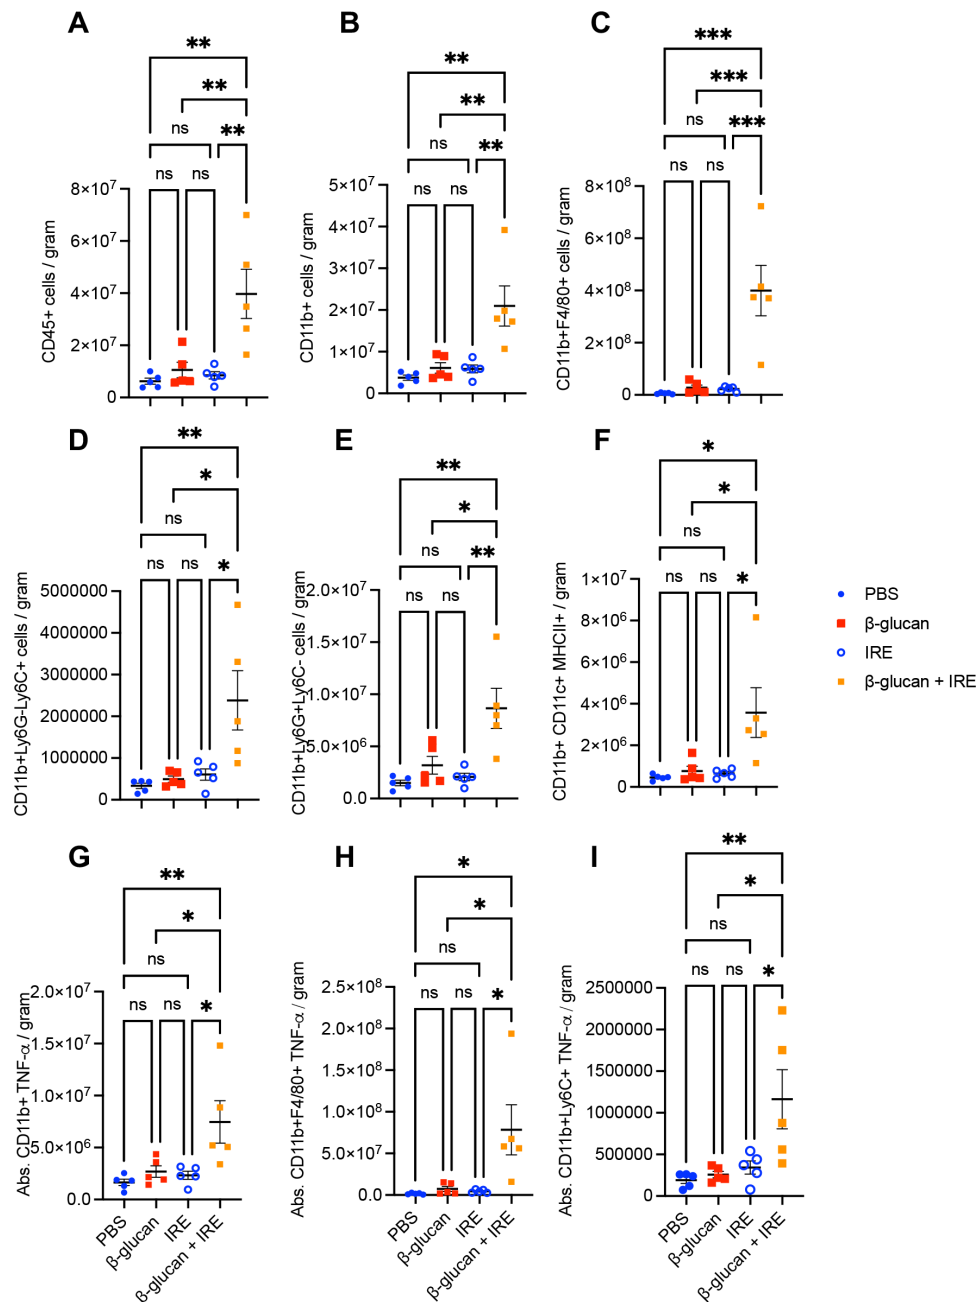 A
**
**
ns
**
ns
ns
CD45+ cells / gram
8×10⁷
6×10⁷
4×10⁷
2×10⁷
0
B
**
**
ns
**
ns
ns
CD11b+ cells / gram
5×10⁷
4×10⁷
3×10⁷
2×10⁷
1×10⁷
0
C
***
***
ns
***
ns
ns
CD11b+F4/80+ cells / gram
8×10⁸
6×10⁸
4×10⁸
2×10⁸
0
D
**
*
ns
ns
ns
*
CD11b+Ly6G-Ly6C+ cells / gram
5000000
4000000
3000000
2000000
1000000
0
E
**
*
ns
**
ns
ns
CD11b+Ly6G+Ly6C- cells / gram
2.0×10⁷
1.5×10⁷
1.0×10⁷
5.0×10⁶
0.0
F
*
*
ns
ns
ns
*
CD11b+ CD11c+ MHCII+ / gram
1×10⁷
8×10⁶
6×10⁶
4×10⁶
2×10⁶
0
PBS
β-glucan
IRE
β-glucan + IRE
G
**
*
ns
ns
ns
*
Abs. CD11b+ TNF-α / gram
2.0×10⁷
1.5×10⁷
1.0×10⁷
5.0×10⁶
0.0
PBS
β-glucan
IRE
β-glucan + IRE
H
*
*
ns
ns
ns
*
Abs. CD11b+F4/80+ TNF-α / gram
2.5×10⁸
2.0×10⁸
1.5×10⁸
1.0×10⁸
5.0×10⁷
0.0
PBS
β-glucan
IRE
β-glucan + IRE
I
**
*
ns
ns
ns
*
Abs. CD11b+Ly6C+ TNF-α / gram
2500000
2000000
1500000
1000000
500000
0
PBS
β-glucan
IRE
β-glucan + IRE